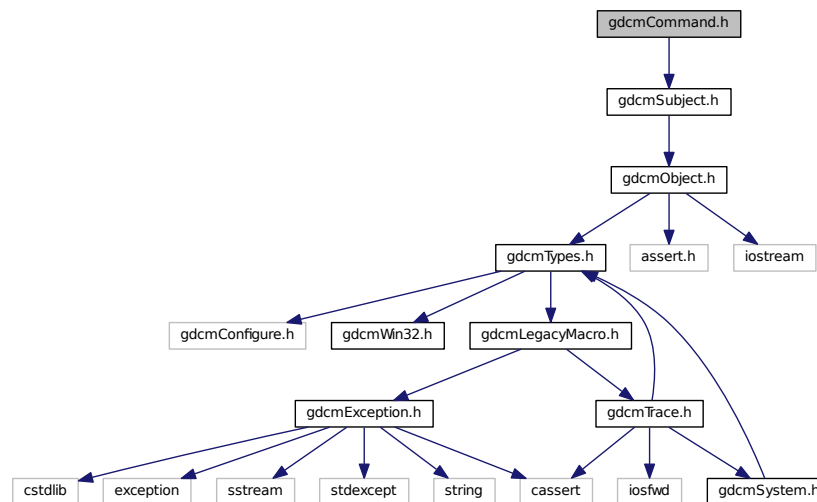 gdcmCommand.h
gdcmSubject.h
gdcmObject.h
gdcmTypes.h
assert.h
iostream
gdcmConfigure.h
gdcmWin32.h
gdcmLegacyMacro.h
gdcmException.h
gdcmTrace.h
cstdlib
exception
sstream
stdexcept
string
cassert
iosfwd
gdcmSystem.h